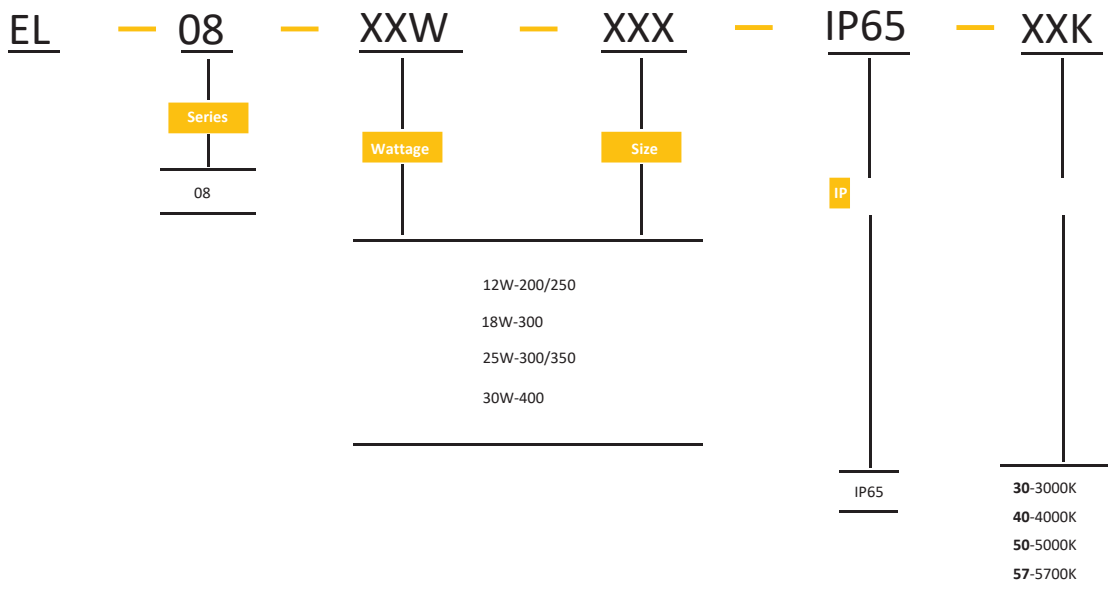 EL — 08 — XXW — XXX — IP65 — XXK
Series
Wattage
Size
08
IP
12W-200/250
18W-300
25W-300/350
30W-400
IP65
30-3000K
40-4000K
50-5000K
57-5700K